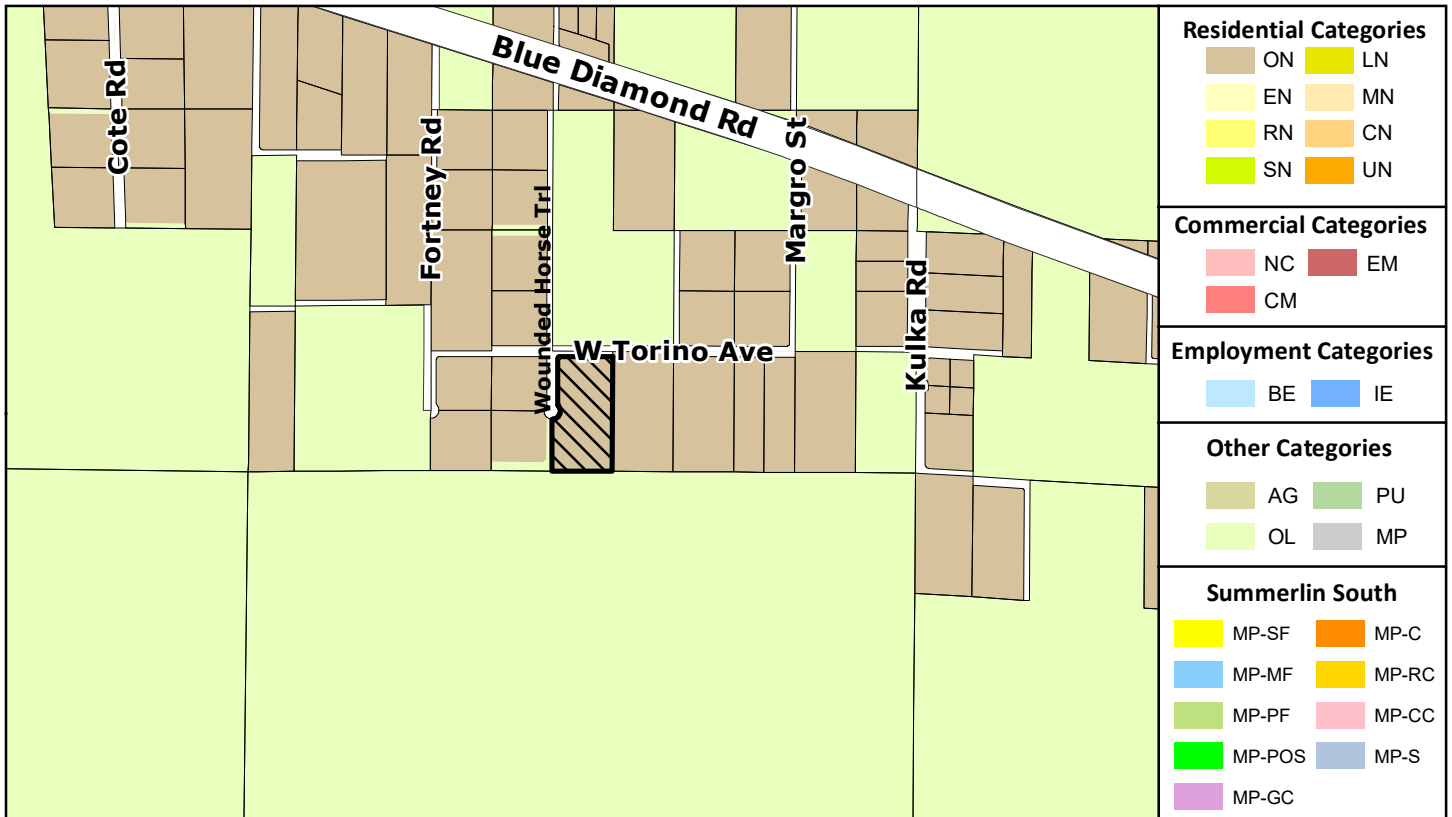 Blue Diamond Rd
Cote Rd
Fortney Rd
Wounded Horse Trl
Margro St
Kulka Rd
W Torino Ave
Residential Categories
ON LN
EN MN
RN CN
SN UN
Commercial Categories
NC EM
CM
Employment Categories
BE IE
Other Categories
AG PU
OL MP
Summerlin South
MP-SF MP-C
MP-MF MP-RC
MP-PF MP-CC
MP-POS MP-S
MP-GC